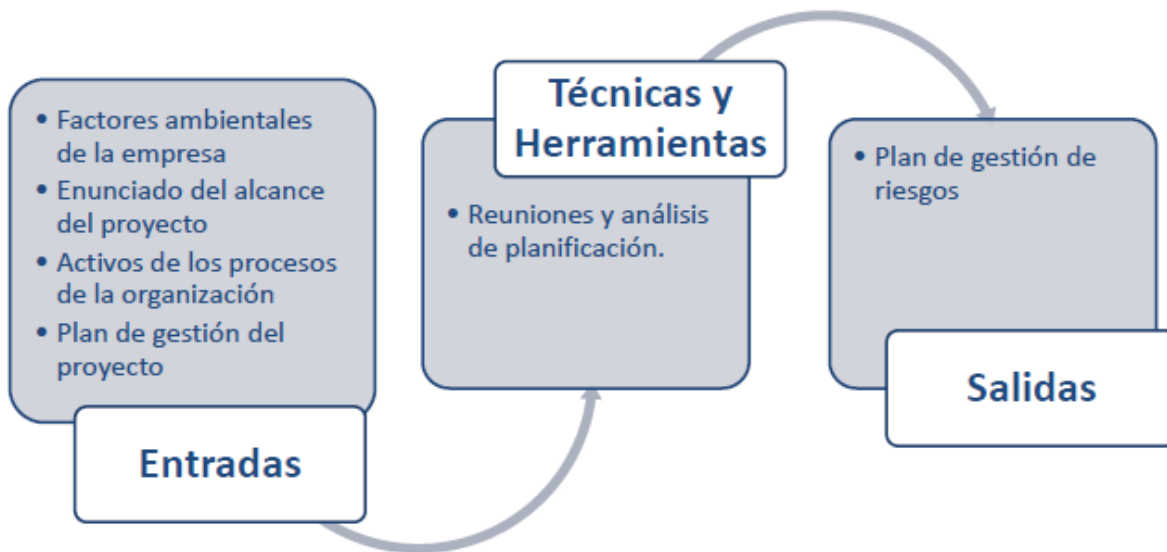 • Factores ambientales
de la empresa
• Enunciado del alcance
del proyecto
• Activos de los procesos
de la organización
• Plan de gestión del
proyecto
Entradas
Técnicas y
Herramientas
• Reuniones y análisis
de planificación.
• Plan de gestión de
riesgos
Salidas